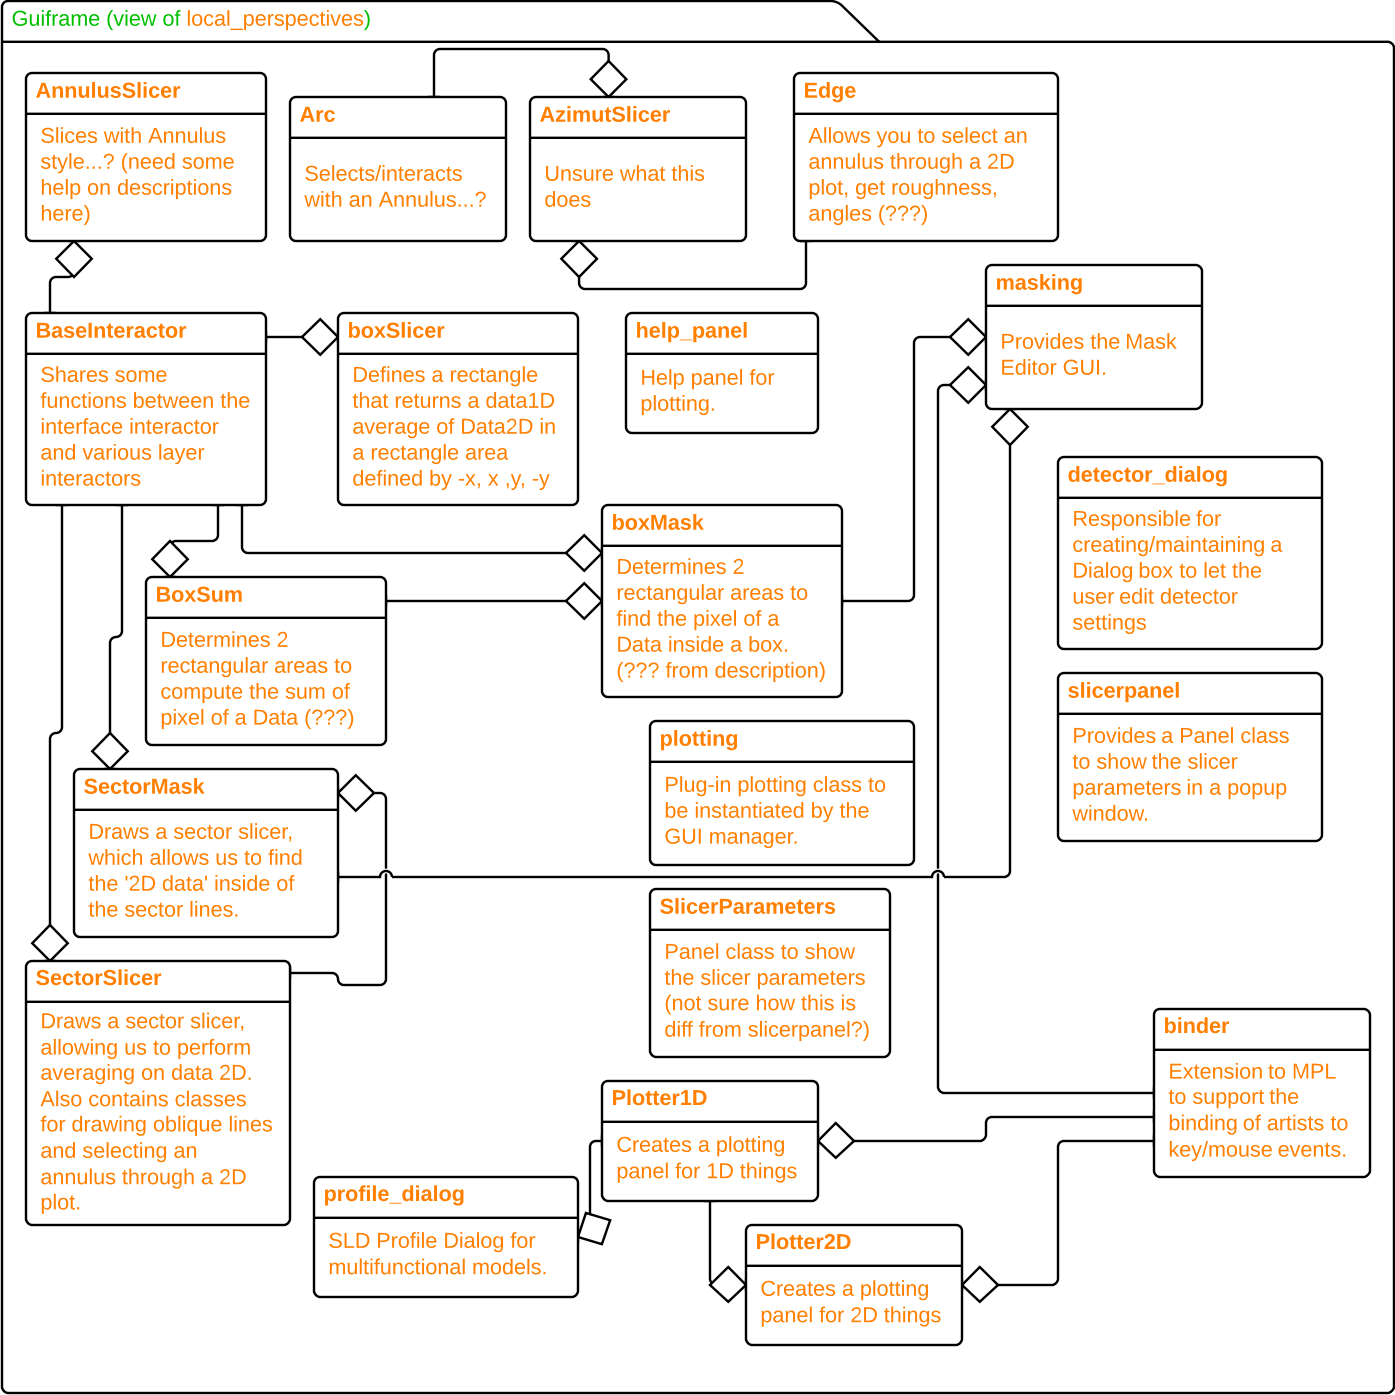 Guiframe (view of local_perspectives)
AnnulusSlicer
Slices with Annulus
style...? (need some
help on descriptions
here)
Arc
Selects/interacts
with an Annulus...?
AzimutSlicer
Unsure what this
does
Edge
Allows you to select an
annulus through a 2D
plot, get roughness,
angles (???)
masking
Provides the Mask
Editor GUI.
BaseInteractor
Shares some
functions between the
interface interactor
and various layer
interactors
boxSlicer
Defines a rectangle
that returns a data1D
average of Data2D in
a rectangle area
defined by -x, x ,y, -y
help_panel
Help panel for
plotting.
detector_dialog
Responsible for
creating/maintaining a
Dialog box to let the
user edit detector
settings
boxMask
Determines 2
rectangular areas to
find the pixel of a
Data inside a box.
(??? from description)
BoxSum
Determines 2
rectangular areas to
compute the sum of
pixel of a Data (???)
slicerpanel
Provides a Panel class
to show the slicer
parameters in a popup
window.
plotting
Plug-in plotting class to
be instantiated by the
GUI manager.
SectorMask
Draws a sector slicer,
which allows us to find
the '2D data' inside of
the sector lines.
SlicerParameters
Panel class to show
the slicer parameters
(not sure how this is
diff from slicerpanel?)
SectorSlicer
Draws a sector slicer,
allowing us to perform
averaging on data 2D.
Also contains classes
for drawing oblique lines
and selecting an
annulus through a 2D
plot.
binder
Extension to MPL
to support the
binding of artists to
key/mouse events.
Plotter1D
Creates a plotting
panel for 1D things
profile_dialog
SLD Profile Dialog for
multifunctional models.
Plotter2D
Creates a plotting
panel for 2D things